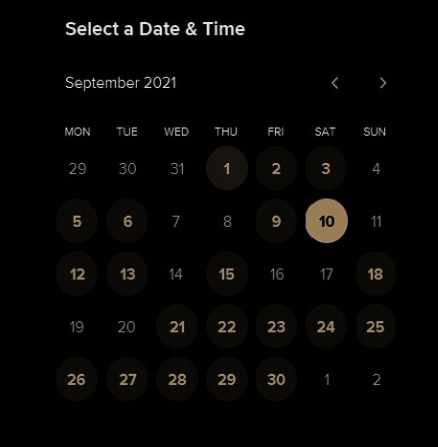 Select a Date & Time
September 2021
MON TUE WED THU FRI SAT SUN
29 30 31 1 2 3 4
5 6 7 8 9 10 11
12 13 14 15 16 17 18
19 20 21 22 23 24 25
26 27 28 29 30 1 2